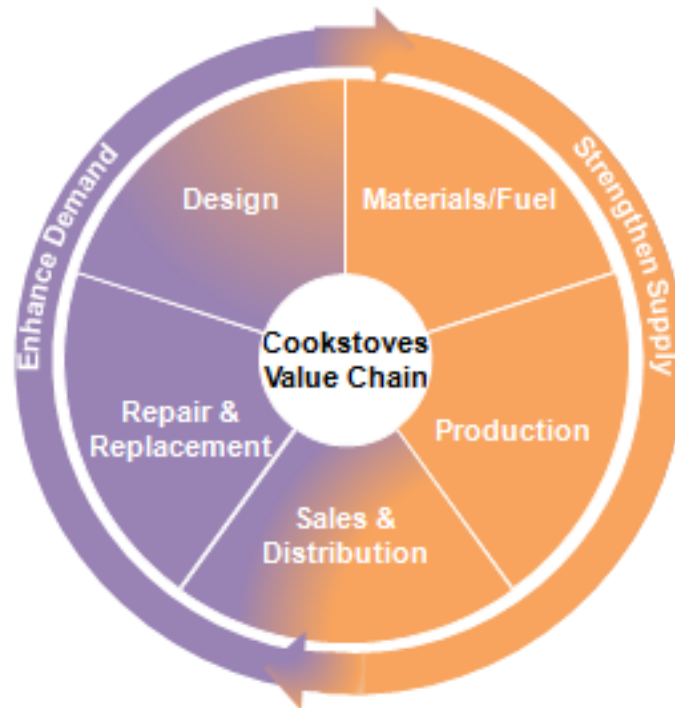 Enhance Demand
Strengthen Supply
Design
Materials/Fuel
Cookstoves
Value Chain
Repair &
Replacement
Production
Sales &
Distribution